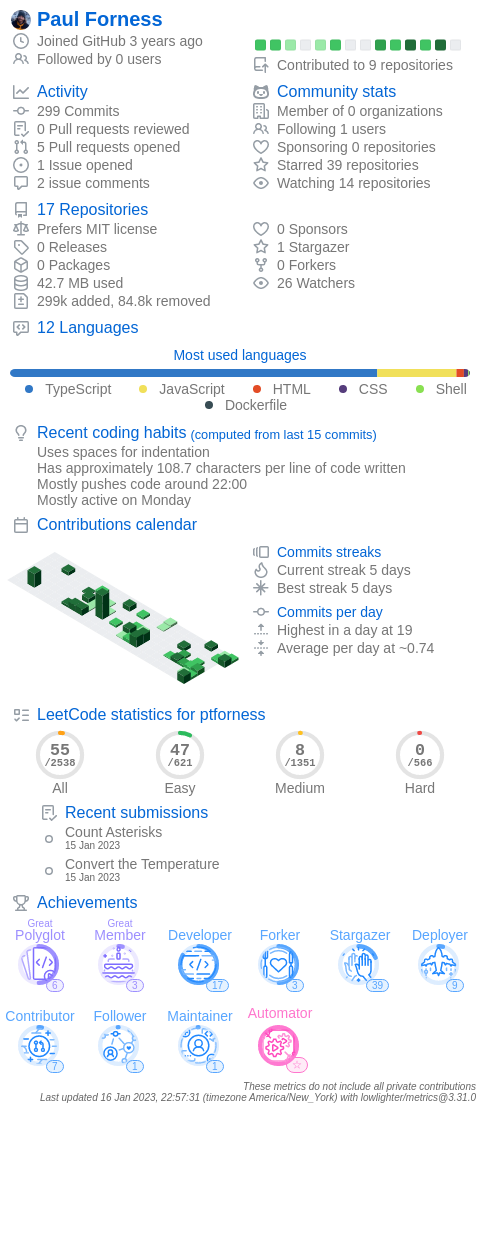 Paul Forness
Joined GitHub 3 years ago
Followed by 0 users
Contributed to 9 repositories
Activity
299 Commits
0 Pull requests reviewed
5 Pull requests opened
1 Issue opened
2 issue comments
Community stats
Member of 0 organizations
Following 1 users
Sponsoring 0 repositories
Starred 39 repositories
Watching 14 repositories
17 Repositories
Prefers MIT license
0 Releases
0 Packages
42.7 MB used
299k added, 84.8k removed
0 Sponsors
1 Stargazer
0 Forkers
26 Watchers
12 Languages
Most used languages
TypeScript JavaScript HTML CSS Shell
Dockerfile
Recent coding habits (computed from last 15 commits)
Uses spaces for indentation
Has approximately 108.7 characters per line of code written
Mostly pushes code around 22:00
Mostly active on Monday
Contributions calendar
Commits streaks
Current streak 5 days
Best streak 5 days
Commits per day
Highest in a day at 19
Average per day at ~0.74
LeetCode statistics for ptforness
55 47 8 0
/2538 /621 /1351 /566
All Easy Medium Hard
Recent submissions
Count Asterisks
15 Jan 2023
Convert the Temperature
15 Jan 2023
Achievements
Great Great
Polyglot Member Developer Forker Stargazer Deployer
6 3 17 3 39 9
Contributor Follower Maintainer Automator
7 1 1
These metrics do not include all private contributions
Last updated 16 Jan 2023, 22:57:31 (timezone America/New_York) with lowlighter/metrics@3.31.0